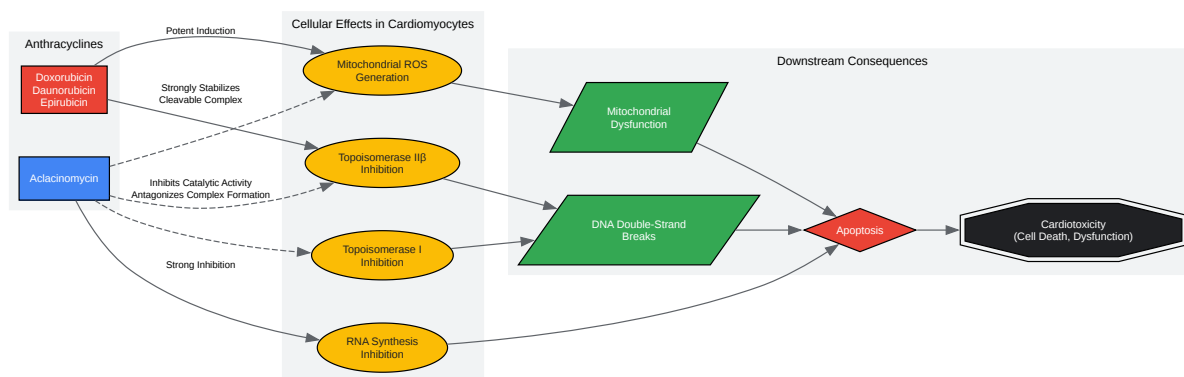 Anthracyclines
Doxorubicin
Daunorubicin
Epirubicin
Aclacinomycin
Potent Induction
Strongly Stabilizes
Cleavable Complex
Inhibits Catalytic Activity
Antagonizes Complex Formation
Strong Inhibition
Cellular Effects in Cardiomyocytes
Mitochondrial ROS
Generation
Topoisomerase IIβ
Inhibition
Topoisomerase I
Inhibition
RNA Synthesis
Inhibition
Downstream Consequences
Mitochondrial
Dysfunction
DNA Double-Strand
Breaks
Apoptosis
Cardiotoxicity
(Cell Death, Dysfunction)